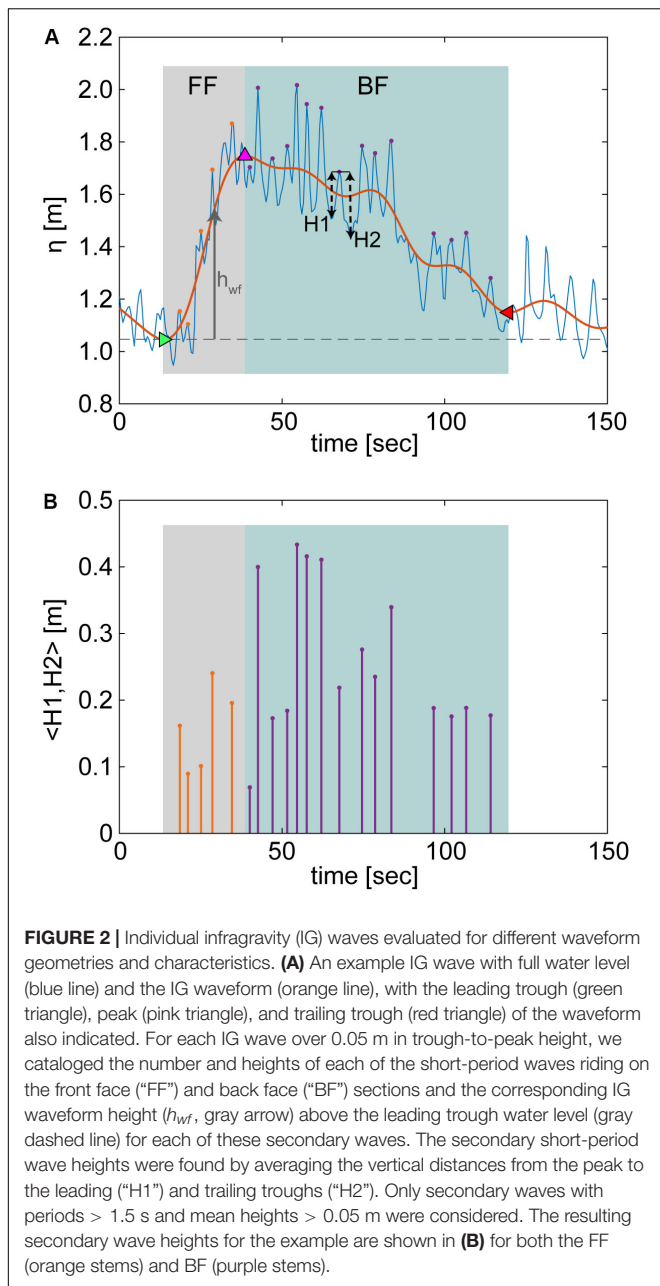 A
2.2
2.0
1.8
1.6
1.4
1.2
1.0
0.8
η [m]
FF
BF
H1
H2
h_wf
0
50
100
150
time [sec]
B
0.5
0.4
0.3
0.2
0.1
0
<H1,H2> [m]
0
50
100
150
time [sec]
FIGURE 2 | Individual infragravity (IG) waves evaluated for different waveform
geometries and characteristics. (A) An example IG wave with full water level
(blue line) and the IG waveform (orange line), with the leading trough (green
triangle), peak (pink triangle), and trailing trough (red triangle) of the waveform
also indicated. For each IG wave over 0.05 m in trough-to-peak height, we
cataloged the number and heights of each of the short-period waves riding on
the front face (“FF”) and back face (“BF”) sections and the corresponding IG
waveform height (h_wf, gray arrow) above the leading trough water level (gray
dashed line) for each of these secondary waves. The secondary short-period
wave heights were found by averaging the vertical distances from the peak to
the leading (“H1”) and trailing troughs (“H2”). Only secondary waves with
periods > 1.5 s and mean heights > 0.05 m were considered. The resulting
secondary wave heights for the example are shown in (B) for both the FF
(orange stems) and BF (purple stems).